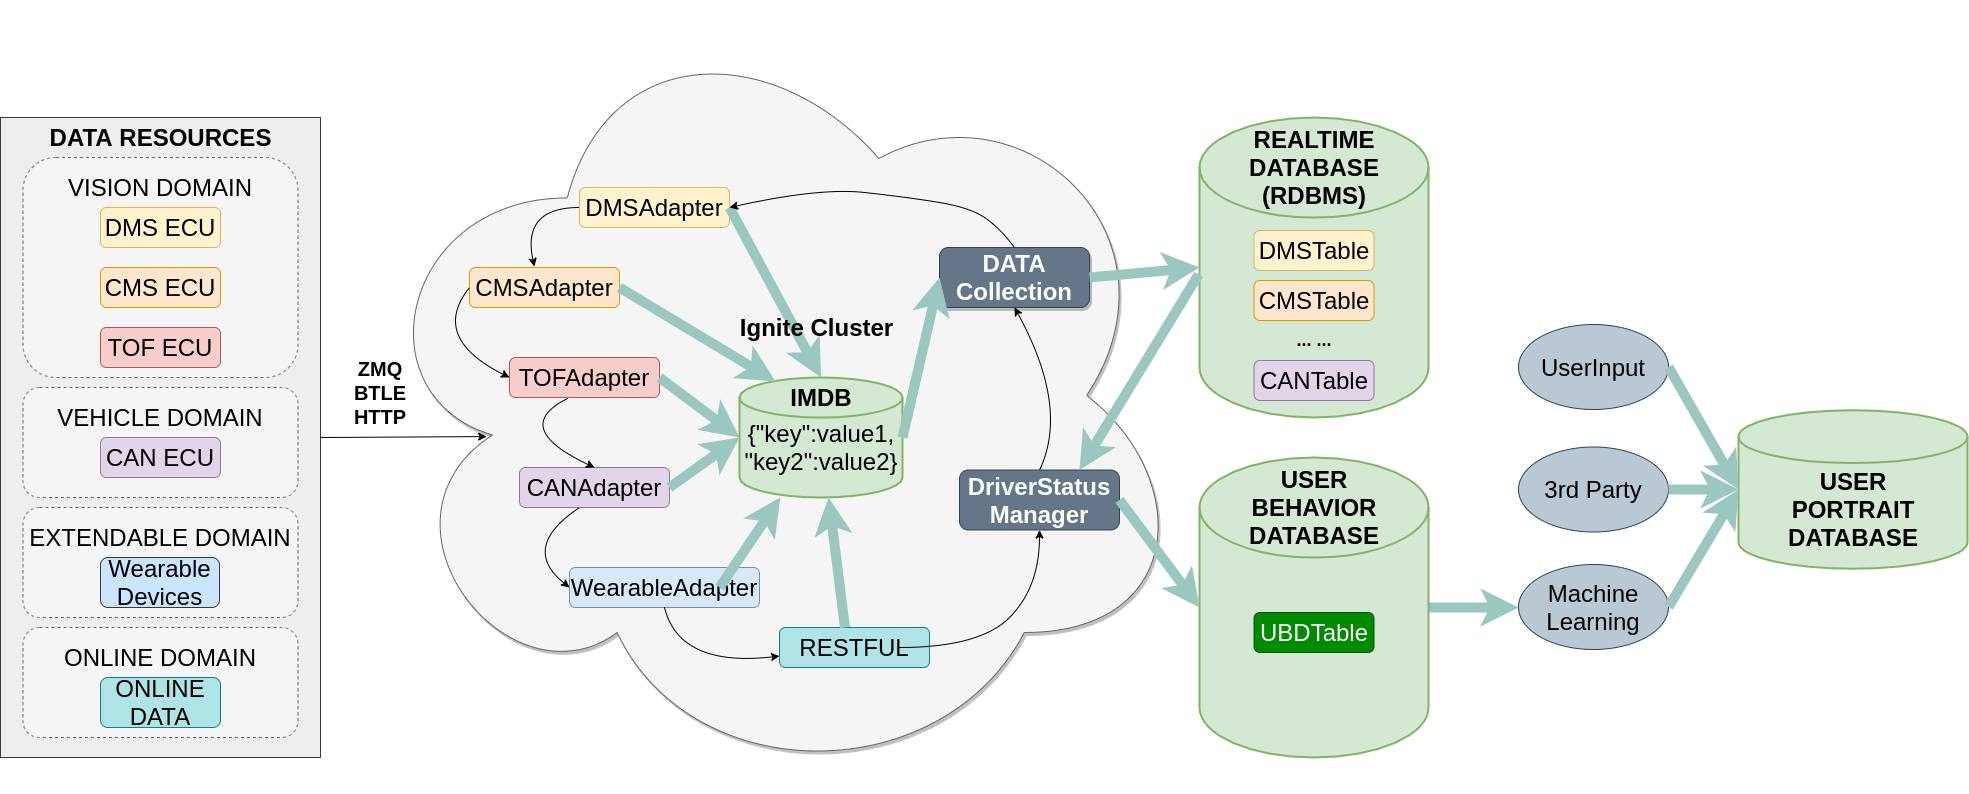 DATA RESOURCES
VISION DOMAIN
DMS ECU
CMS ECU
TOF ECU
VEHICLE DOMAIN
CAN ECU
EXTENDABLE DOMAIN
Wearable
Devices
ONLINE DOMAIN
ONLINE
DATA
ZMQ
BTLE
HTTP
DMSAdapter
CMSAdapter
TOFAdapter
CANAdapter
WearableAdapter
RESTFUL
Ignite Cluster
IMDB
{"key":value1,
"key2":value2}
DATA
Collection
DriverStatus
Manager
REALTIME
DATABASE
(RDBMS)
DMSTable
CMSTable
... ...
CANTable
USER
BEHAVIOR
DATABASE
UBDTable
UserInput
3rd Party
Machine
Learning
USER
PORTRAIT
DATABASE